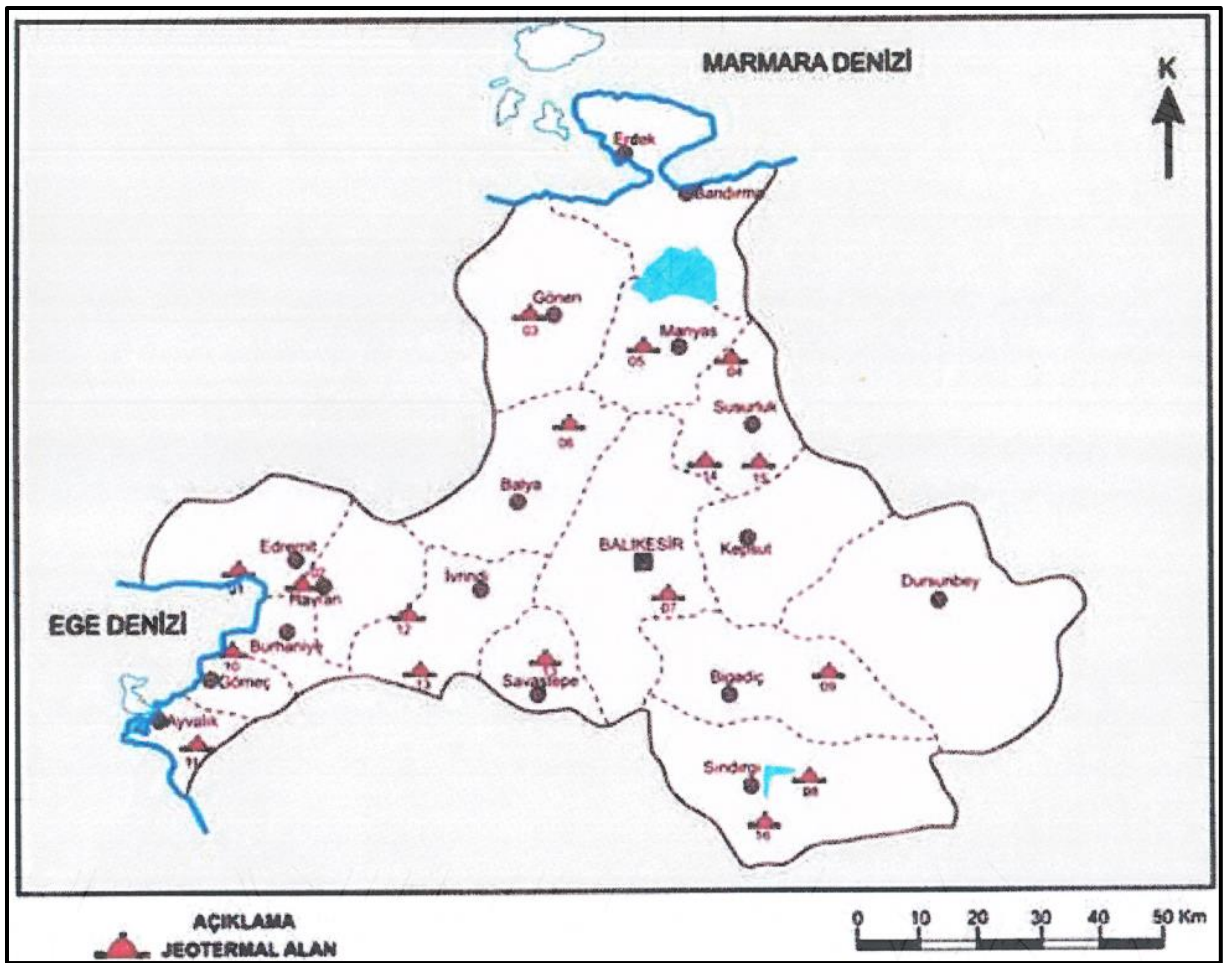 MARMARA DENİZİ
K
Erdek
Bandırma
Gönen
03
Manyas
05
04
Susurluk
06
14
15
Balya
BALIKESİR
Kepsut
Edremit
01
02
Havran
İvrindi
Dursunbey
07
EGE DENİZİ
12
Burhaniye
10
13
Savaştepe
Bigadiç
09
Gömeç
Ayvalık
11
Sındırgı
08
16
AÇIKLAMA
JEOTERMAL ALAN
0 10 20 30 40 50 Km